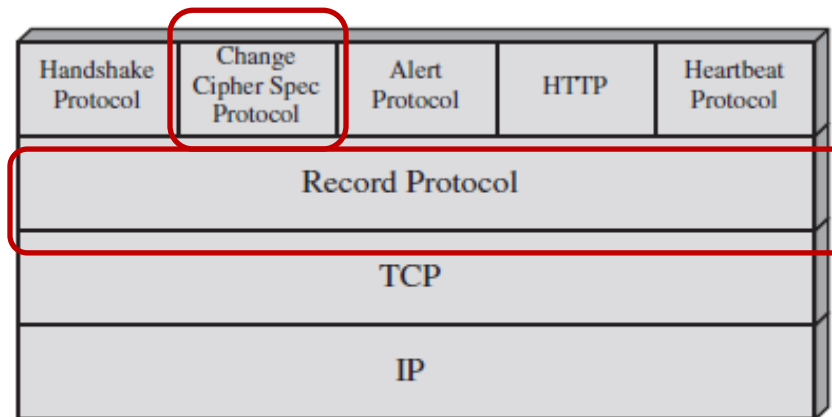 Handshake
Protocol
Change
Cipher Spec
Protocol
Alert
Protocol
HTTP
Heartbeat
Protocol
Record Protocol
TCP
IP